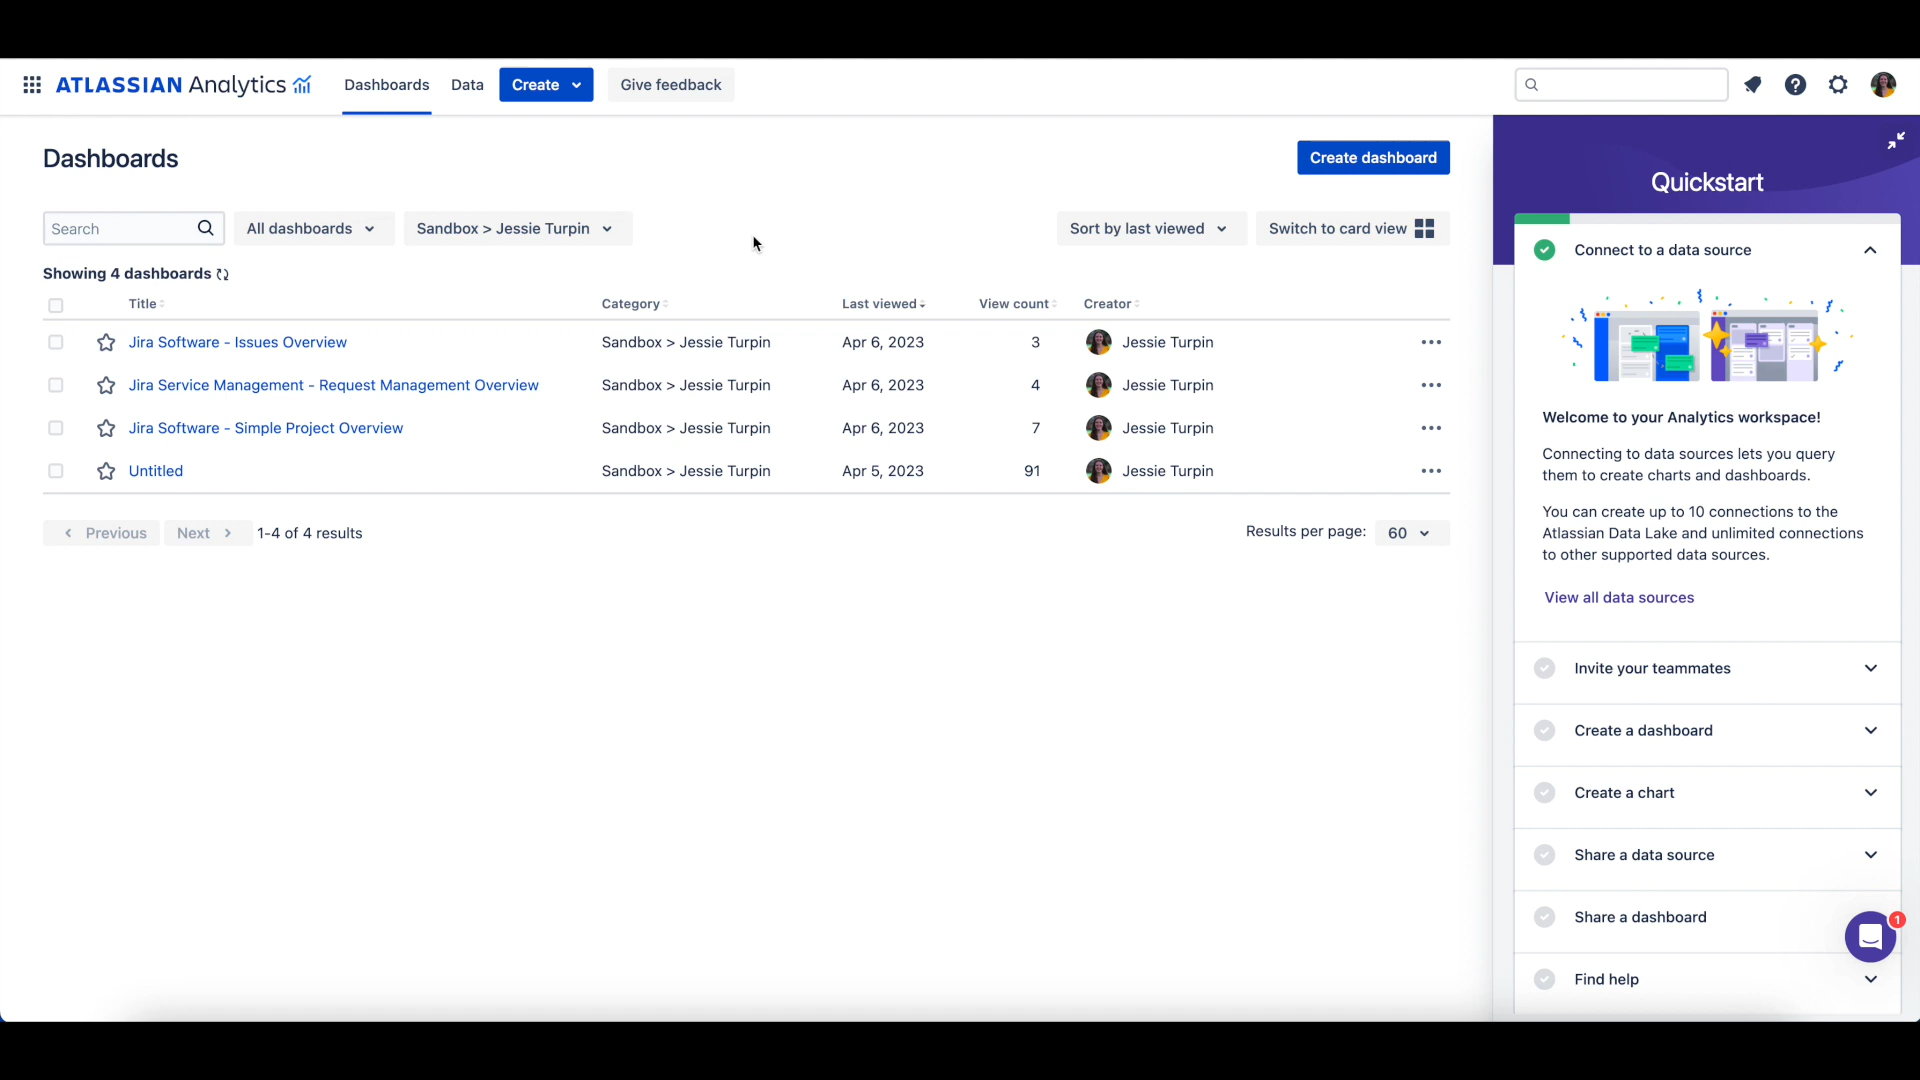 ATLASSIAN Analytics
Dashboards Data Create Give feedback
Dashboards
Create dashboard
Search All dashboards Sandbox > Jessie Turpin Sort by last viewed Switch to card view
Showing 4 dashboards
Title Category Last viewed View count Creator
Jira Software - Issues Overview Sandbox > Jessie Turpin Apr 6, 2023 3 Jessie Turpin
Jira Service Management - Request Management Overview Sandbox > Jessie Turpin Apr 6, 2023 4 Jessie Turpin
Jira Software - Simple Project Overview Sandbox > Jessie Turpin Apr 6, 2023 7 Jessie Turpin
Untitled Sandbox > Jessie Turpin Apr 5, 2023 91 Jessie Turpin
Previous Next 1-4 of 4 results Results per page: 60
Quickstart
Connect to a data source
Welcome to your Analytics workspace!
Connecting to data sources lets you query
them to create charts and dashboards.
You can create up to 10 connections to the
Atlassian Data Lake and unlimited connections
to other supported data sources.
View all data sources
Invite your teammates
Create a dashboard
Create a chart
Share a data source
Share a dashboard
1
Find help